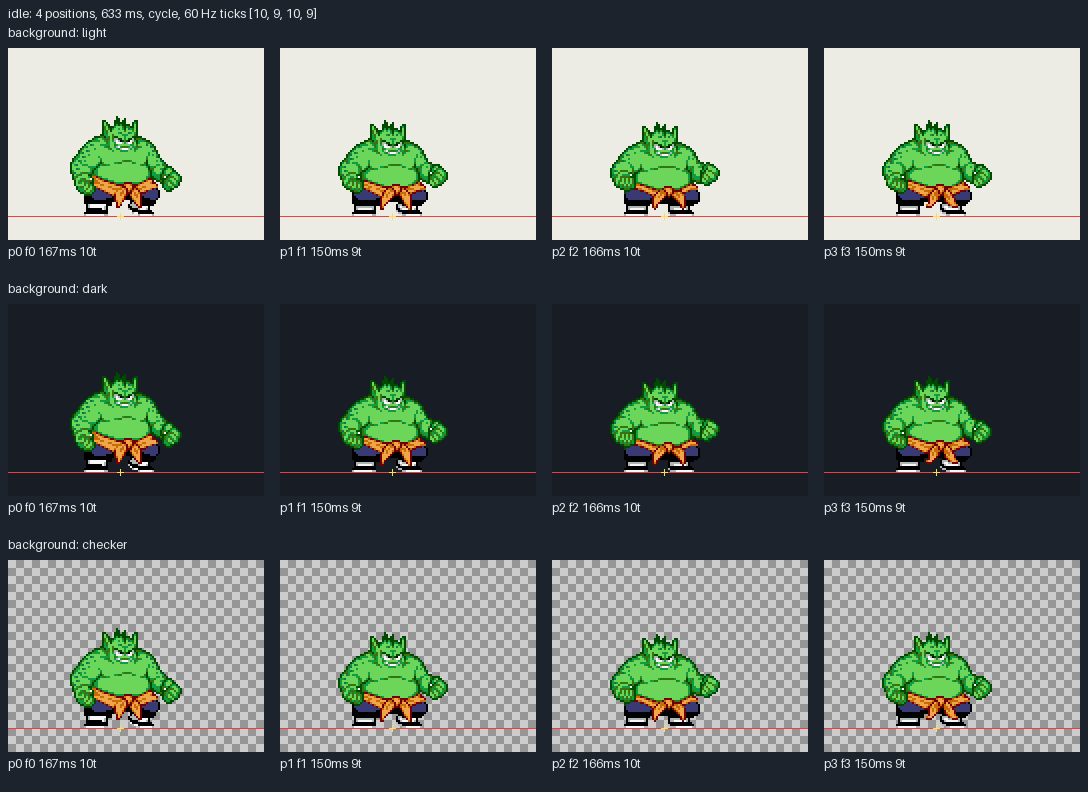 idle: 4 positions, 633 ms, cycle, 60 Hz ticks [10, 9, 10, 9]
background: light
p0 f0 167ms 10t
p1 f1 150ms 9t
p2 f2 166ms 10t
p3 f3 150ms 9t
background: dark
p0 f0 167ms 10t
p1 f1 150ms 9t
p2 f2 166ms 10t
p3 f3 150ms 9t
background: checker
p0 f0 167ms 10t
p1 f1 150ms 9t
p2 f2 166ms 10t
p3 f3 150ms 9t